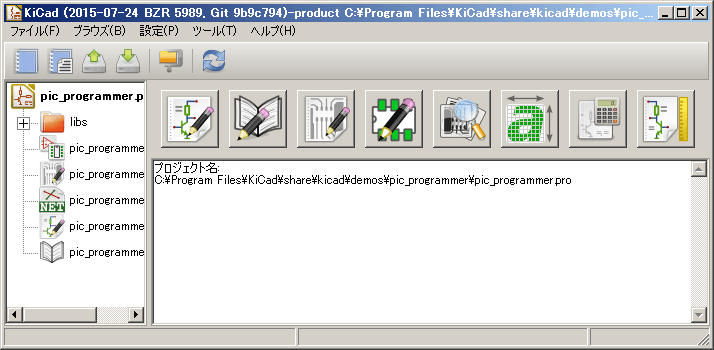 KiCad (2015-07-24 BZR 5989, Git 9b9c794)-product C:¥Program Files¥KiCad¥share¥kicad¥demos¥pic_...
ファイル(F) ブラウズ(B) 設定(P) ツール(T) ヘルプ(H)
pic_programmer.p
libs
pic_programme
pic_programme
NET pic_programme
pic_programme
pic_programme
a
プロジェクト名:
C:¥Program Files¥KiCad¥share¥kicad¥demos¥pic_programmer¥pic_programmer.pro